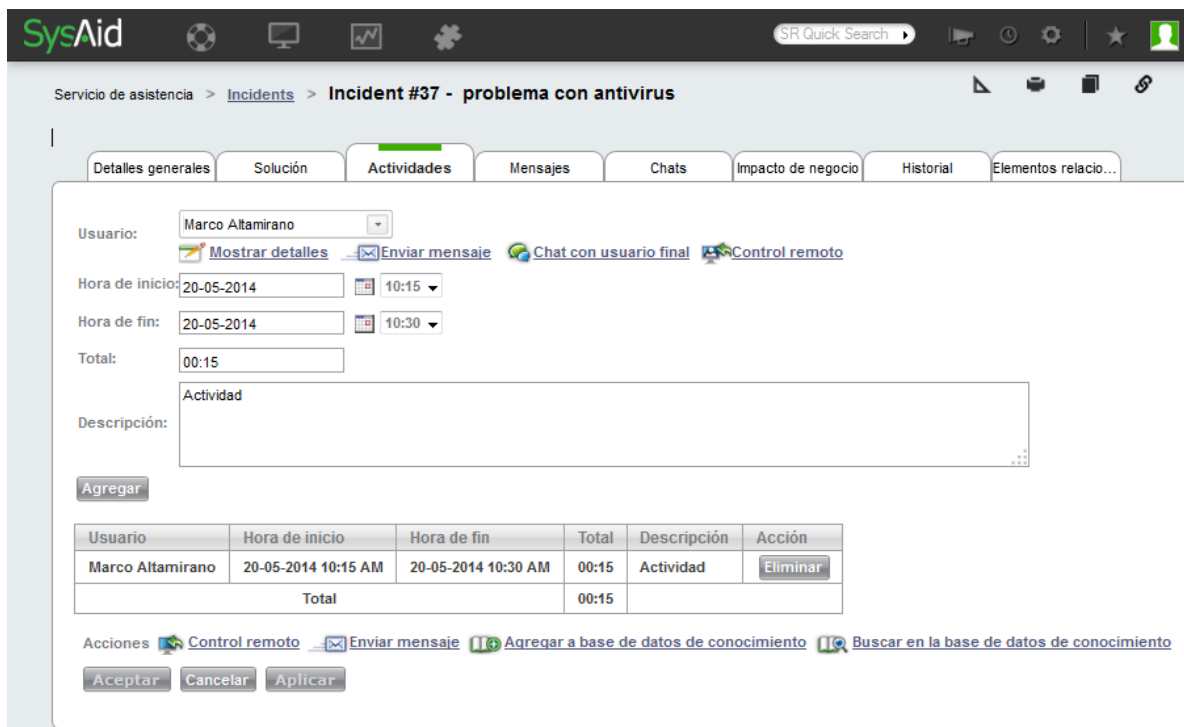 SysAid SR Quick Search
Servicio de asistencia > Incidents > Incident #37 - problema con antivirus
Detalles generales Solución Actividades Mensajes Chats Impacto de negocio Historial Elementos relacio...
Usuario: Marco Altamirano
Mostrar detalles Enviar mensaje Chat con usuario final Control remoto
Hora de inicio: 20-05-2014 10:15
Hora de fin: 20-05-2014 10:30
Total: 00:15
Descripción: Actividad
Agregar
Usuario Hora de inicio Hora de fin Total Descripción Acción
Marco Altamirano 20-05-2014 10:15 AM 20-05-2014 10:30 AM 00:15 Actividad Eliminar
Total 00:15
Acciones Control remoto Enviar mensaje Agregar a base de datos de conocimiento Buscar en la base de datos de conocimiento
Aceptar Cancelar Aplicar